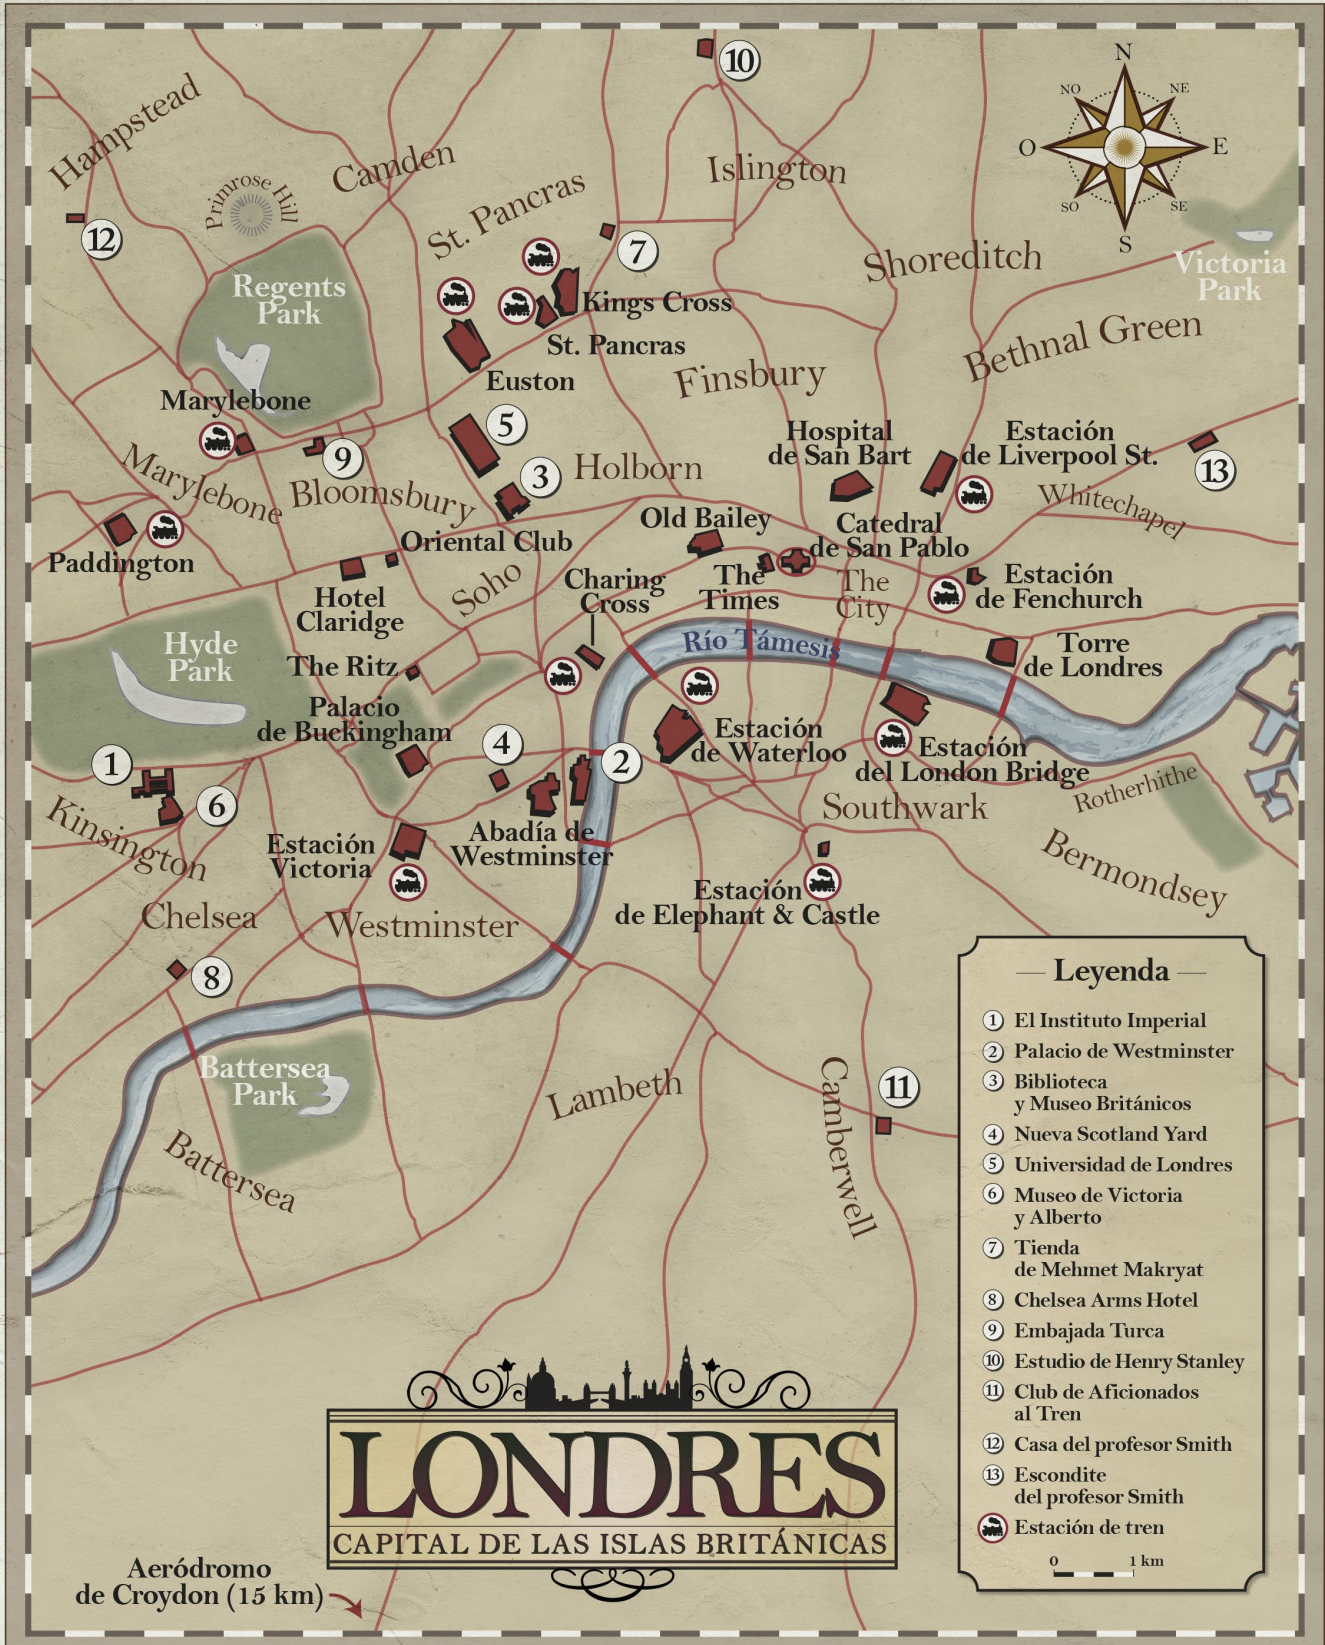 N
NO
NE
O
E
SO
SE
S
10
Hampstead
Camden
Primrose Hill
Islington
St. Pancras
12
7
Shoreditch
Victoria
Park
Regents
Park
Kings Cross
St. Pancras
Euston
Bethnal Green
Finsbury
Marylebone
5
9
Hospital
de San Bart
Estación
de Liverpool St.
13
Marylebone
Bloomsbury
3
Holborn
Whitechapel
Paddington
Oriental Club
Old Bailey
Catedral
de San Pablo
Hotel
Claridge
Soho
Charing
Cross
The
Times
The
City
Estación
de Fenchurch
Hyde
Park
The Ritz
Río Támesis
Torre
de Londres
Palacio
de Buckingham
1
4
2
Estación
de Waterloo
Estación
del London Bridge
6
Kinsington
Estación
Victoria
Abadía de
Westminster
Southwark
Rotherhithe
Bermondsey
Chelsea
Westminster
Estación
de Elephant & Castle
8
Battersea
Park
Lambeth
Camberwell
11
Battersea
Leyenda
1 El Instituto Imperial
2 Palacio de Westminster
3 Biblioteca
y Museo Británicos
4 Nueva Scotland Yard
5 Universidad de Londres
6 Museo de Victoria
y Alberto
7 Tienda
de Mehmet Makryat
8 Chelsea Arms Hotel
9 Embajada Turca
10 Estudio de Henry Stanley
11 Club de Aficionados
al Tren
12 Casa del profesor Smith
13 Escondite
del profesor Smith
Estación de tren
0 1 km
LONDRES
CAPITAL DE LAS ISLAS BRITÁNICAS
Aeródromo
de Croydon (15 km)